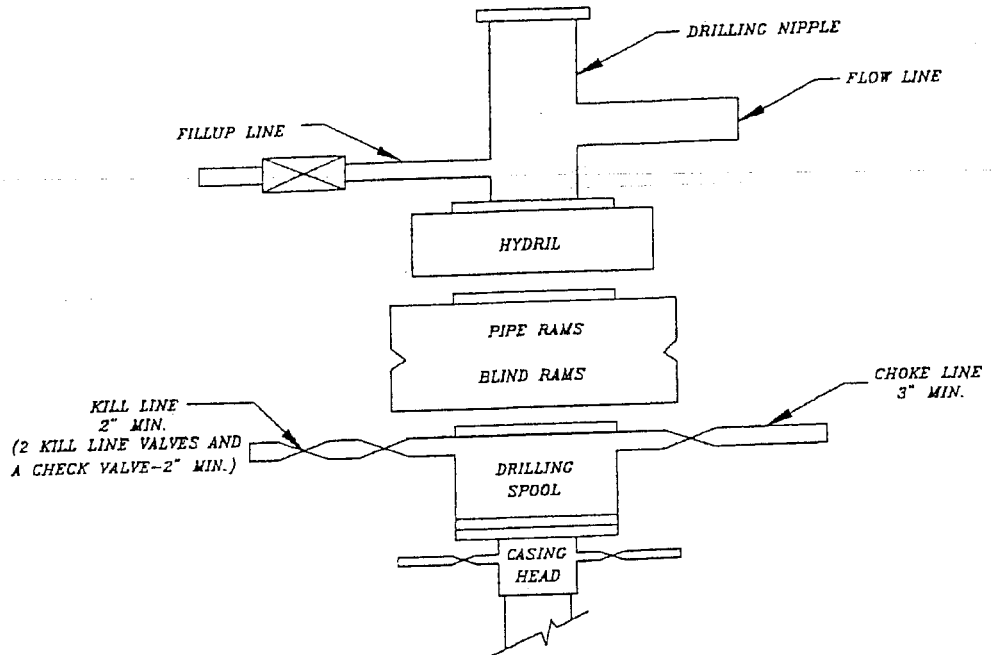 DRILLING NIPPLE
FLOW LINE
FILLUP LINE
HYDRIL
PIPE RAMS
BLIND RAMS
CHOKE LINE
3" MIN.
KILL LINE
2" MIN.
(2 KILL LINE VALVES AND
A CHECK VALVE-2" MIN.)
DRILLING
SPOOL
CASING
HEAD